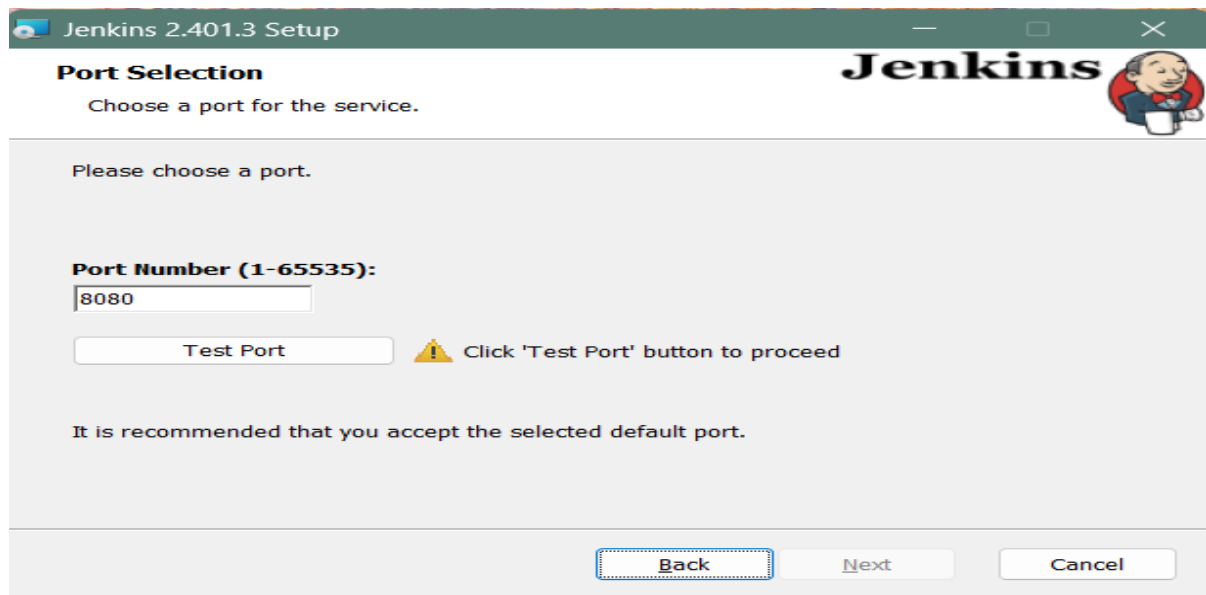 Jenkins 2.401.3 Setup
Port Selection
Jenkins
Choose a port for the service.
Please choose a port.
Port Number (1-65535):
8080
Test Port
Click 'Test Port' button to proceed
It is recommended that you accept the selected default port.
Back
Next
Cancel